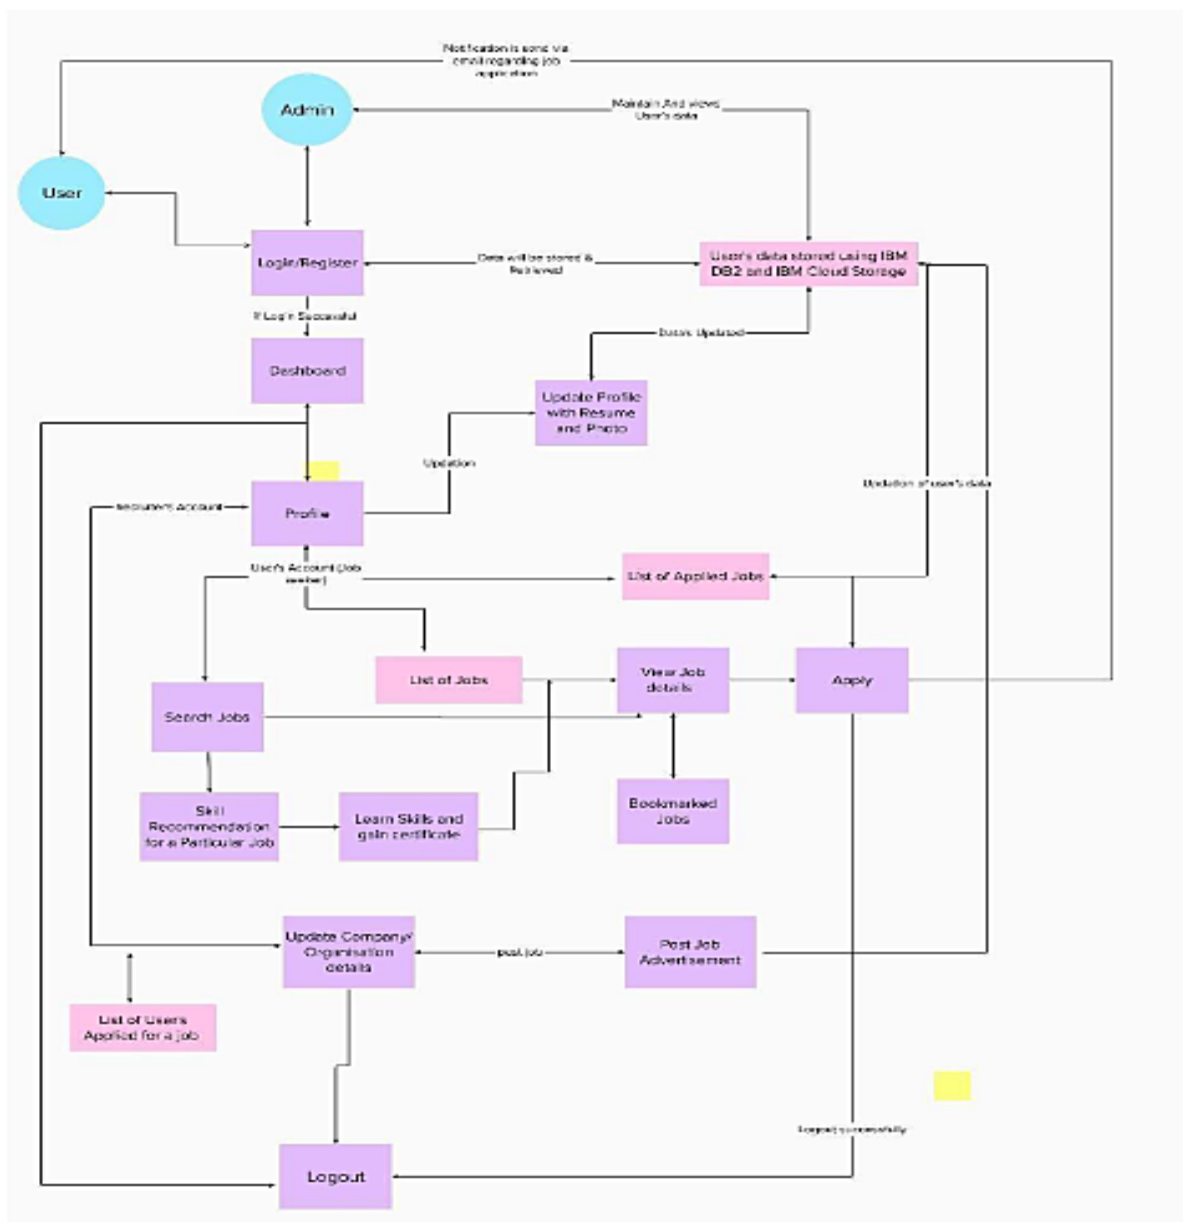 Notification is send via
email regarding job
application
Admin
Maintain And views
User's data
User
Login/Register
Data will be stored &
Retrieved
User's data stored using IBM
DB2 and IBM Cloud Storage
If Login Successful
Dashboard
Data's Updated
Update Profile
with Resume
and Photo
Updation
Updation of user's data
Recruiter's Account
Profile
User's Account (Job
seeker)
List of Applied Jobs
List of Jobs
View Job
details
Apply
Search Jobs
Skill
Recommendation
for a Particular Job
Learn Skills and
gain certificate
Bookmarked
Jobs
Update Company/
Organisation
details
post job
Post Job
Advertisement
List of Users
Applied for a job
Logout successfully
Logout